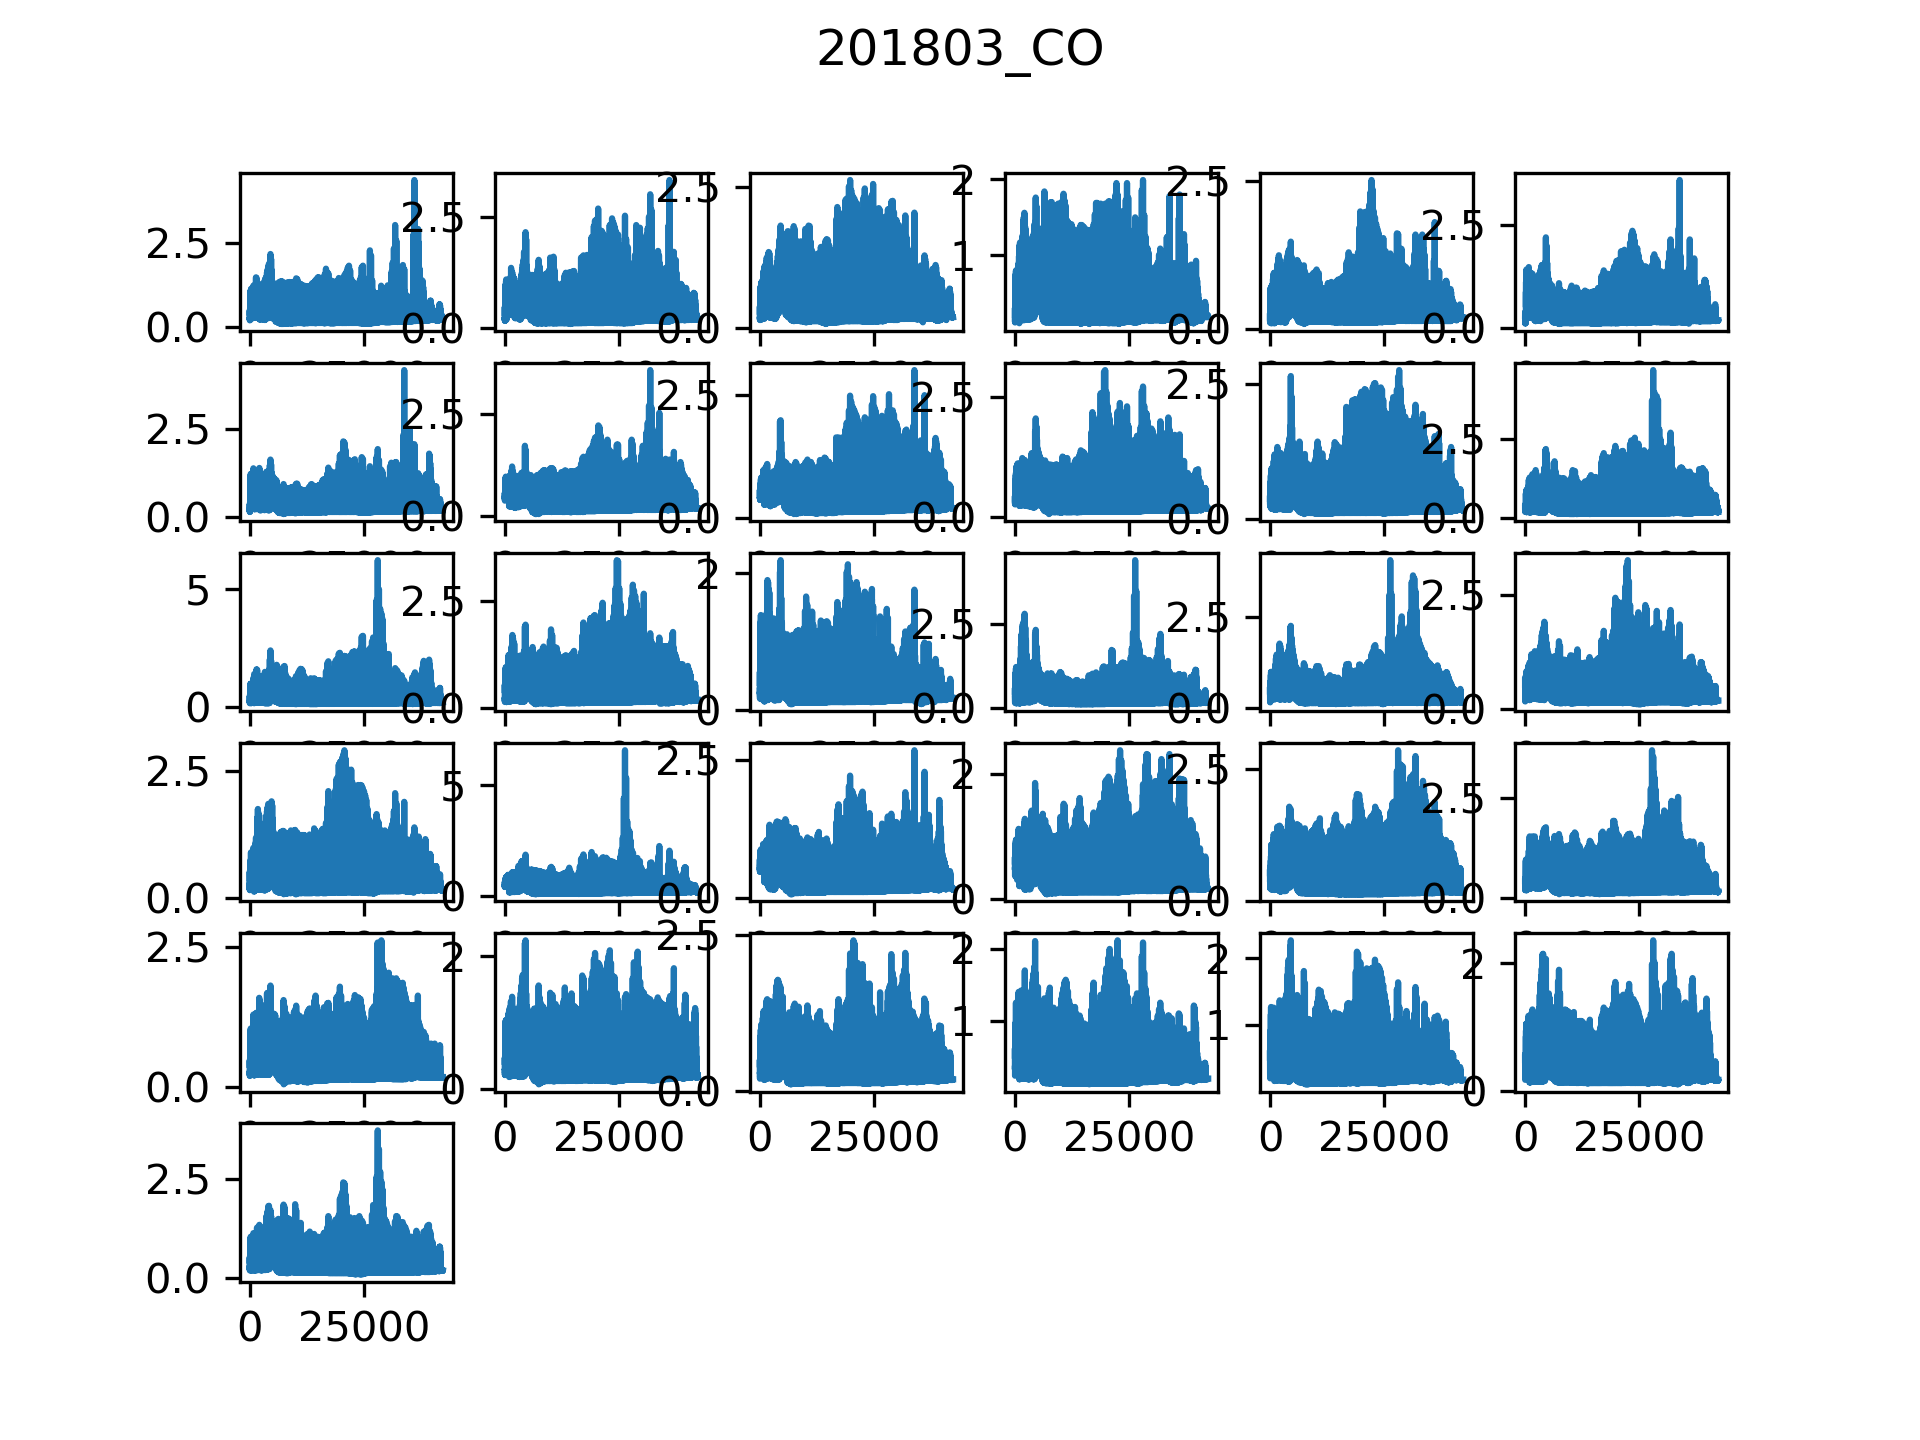 201803_CO
2.5 2.5 2.5 2 2.5 2.5
1
0.0 0.0 0.0 0.0 0.0
2.5 2.5 2.5 2.5 2.5 2.5
0.0 0.0 0.0 0.0 0.0 0.0
5 2.5 2 2.5 2.5 2.5
0 0.0 0 0.0 0.0 0.0
2.5 5 2.5 2 2.5 2.5
0.0 0 0.0 0 0.0 0.0
2.5 2 2.5 2 2 2
1 1
0.0 0 0.0 0
0 25000 0 25000 0 25000 0 25000 0 25000
2.5
0.0
0 25000